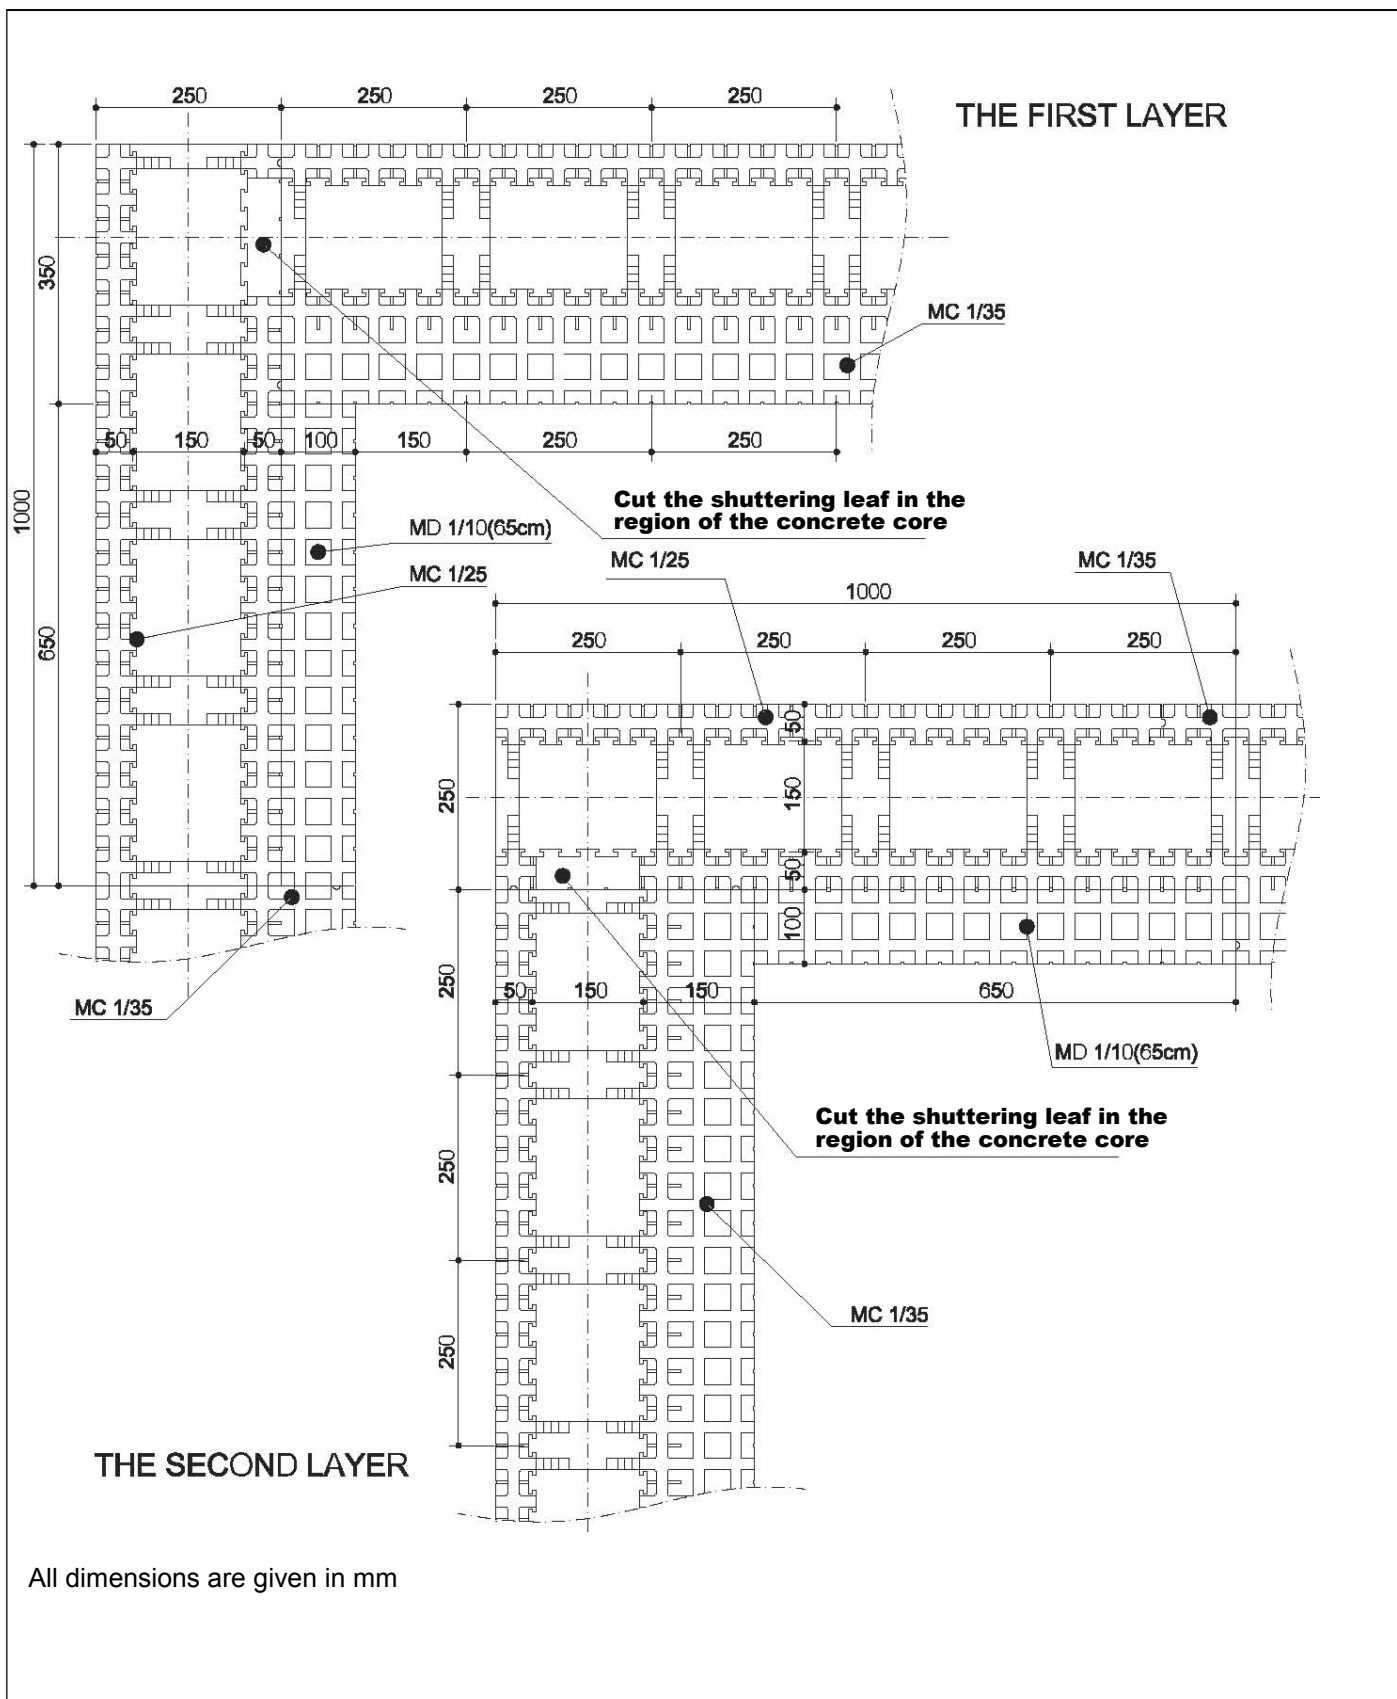 250 250 250 250
THE FIRST LAYER
350
1000
MC 1/35
50 150 50 100 150 250 250
Cut the shuttering leaf in the
region of the concrete core
MD 1/10(65cm)
MC 1/25
650
MC 1/35
MC 1/25
MC 1/35
1000
250 250 250 250
50
250
150
50
100
250
50 150 150 650
MD 1/10(65cm)
Cut the shuttering leaf in the
region of the concrete core
250
MC 1/35
250
THE SECOND LAYER
All dimensions are given in mm